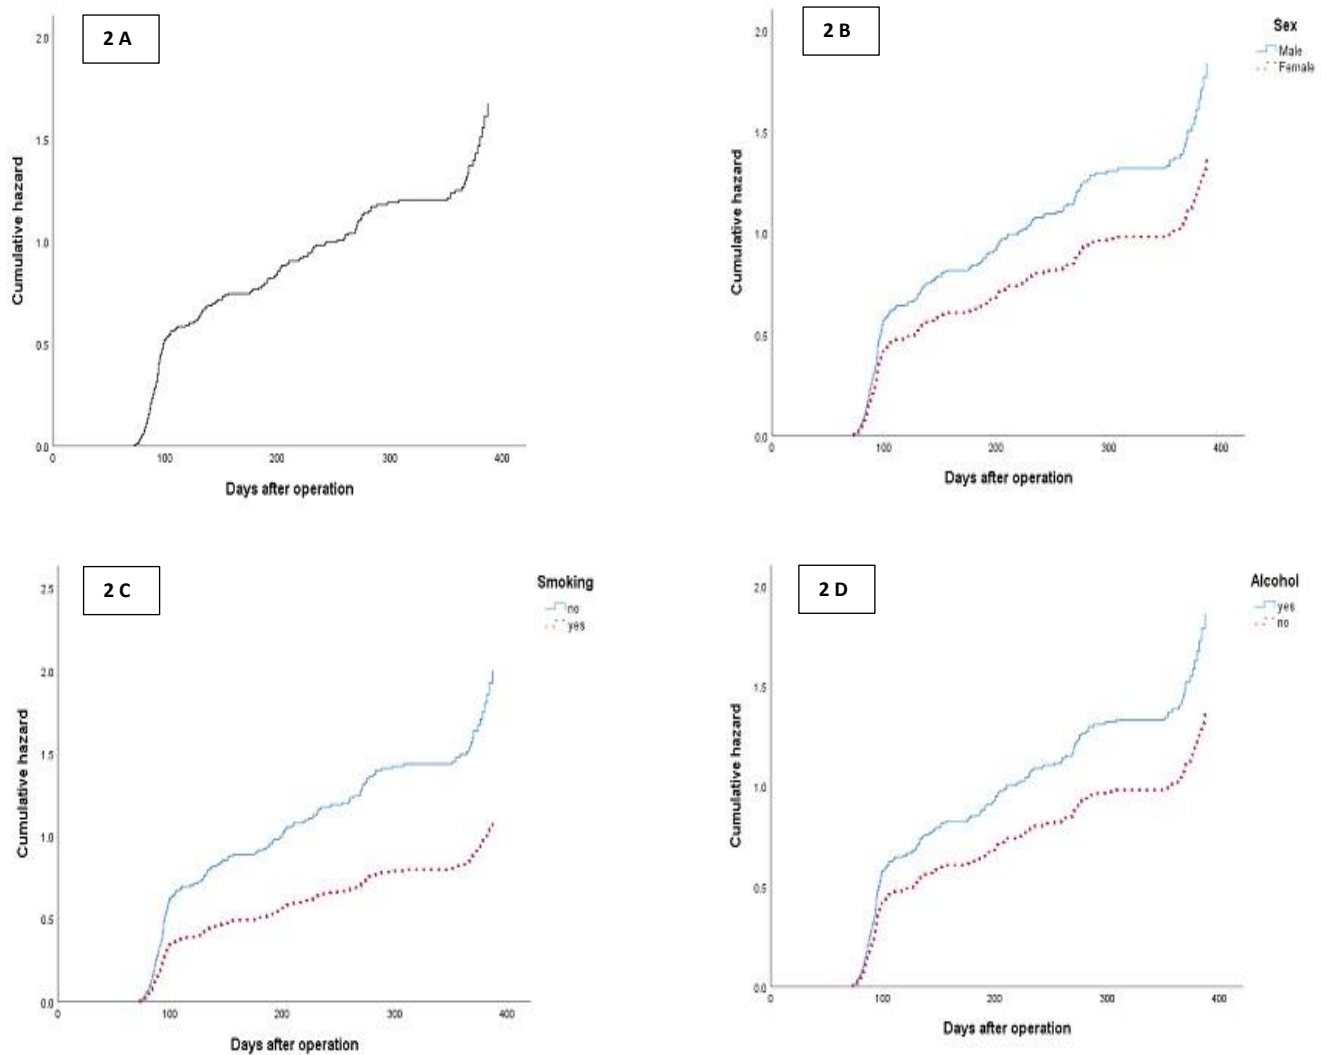 2 A
2.0
1.5
1.0
0.5
0.0
Cumulative hazard
0 100 200 300 400
Days after operation
2 B
Sex
Male
Female
2.0
1.5
1.0
0.5
0.0
Cumulative hazard
0 100 200 300 400
Days after operation
2 C
Smoking
no
yes
2.5
2.0
1.5
1.0
0.5
0.0
Cumulative hazard
0 100 200 300 400
Days after operation
2 D
Alcohol
yes
no
2.0
1.5
1.0
0.5
0.0
Cumulative hazard
0 100 200 300 400
Days after operation